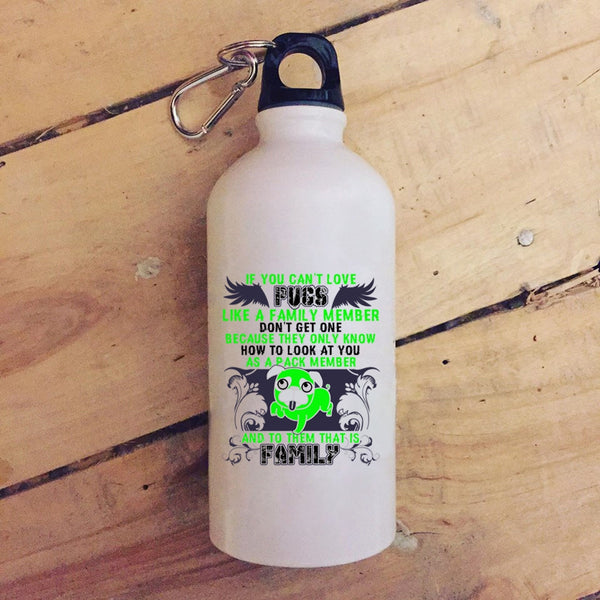 IF YOU CAN'T LOVE
PUGS
LIKE A FAMILY MEMBER
DON'T GET ONE
BECAUSE THEY ONLY KNOW
HOW TO LOOK AT YOU
AS A PACK MEMBER
AND TO THEM THAT IS
FAMILY